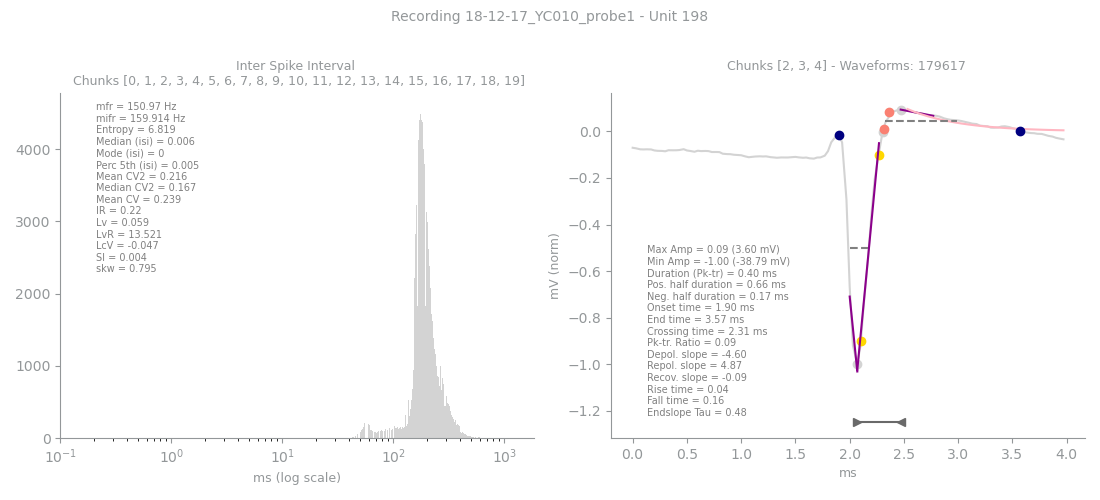 Recording 18-12-17_YC010_probe1 - Unit 198
Inter Spike Interval
Chunks [0, 1, 2, 3, 4, 5, 6, 7, 8, 9, 10, 11, 12, 13, 14, 15, 16, 17, 18, 19]
mfr = 150.97 Hz
mifr = 159.914 Hz
Entropy = 6.819
Median (isi) = 0.006
Mode (isi) = 0
Perc 5th (isi) = 0.005
Mean CV2 = 0.216
Median CV2 = 0.167
Mean CV = 0.239
IR = 0.22
Lv = 0.059
LvR = 13.521
LcV = -0.047
SI = 0.004
skw = 0.795
4000
3000
2000
1000
0
10⁻¹ 10⁰ 10¹ 10² 10³
ms (log scale)
Chunks [2, 3, 4] - Waveforms: 179617
mV (norm)
0.0
−0.2
−0.4
−0.6
−0.8
−1.0
−1.2
Max Amp = 0.09 (3.60 mV)
Min Amp = -1.00 (-38.79 mV)
Duration (Pk-tr) = 0.40 ms
Pos. half duration = 0.66 ms
Neg. half duration = 0.17 ms
Onset time = 1.90 ms
End time = 3.57 ms
Crossing time = 2.31 ms
Pk-tr. Ratio = 0.09
Depol. slope = -4.60
Repol. slope = 4.87
Recov. slope = -0.09
Rise time = 0.04
Fall time = 0.16
Endslope Tau = 0.48
0.0 0.5 1.0 1.5 2.0 2.5 3.0 3.5 4.0
ms